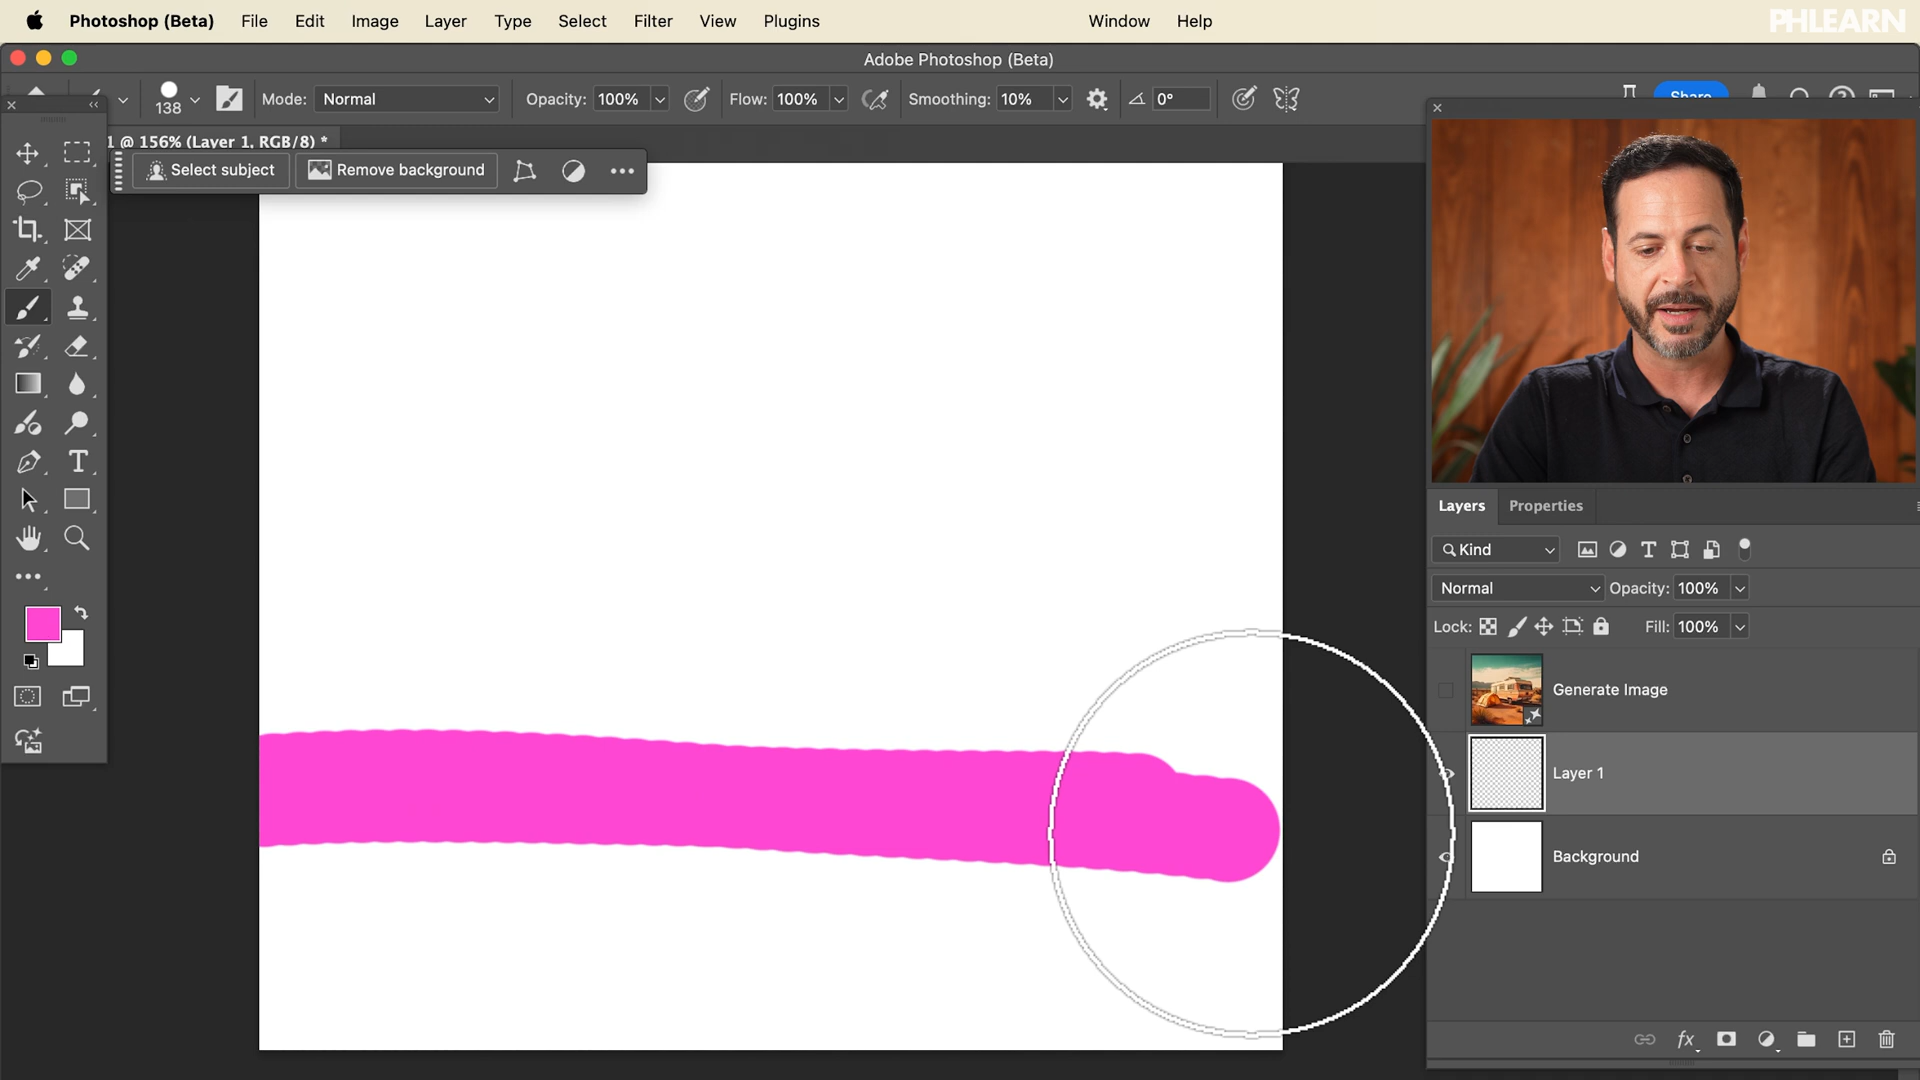 Photoshop (Beta) File Edit Image Layer Type Select Filter View Plugins Window Help
PHLEARN
Adobe Photoshop (Beta)
138 Mode: Normal Opacity: 100% Flow: 100% Smoothing: 10% 0° Share
1 @ 156% (Layer 1, RGB/8) *
Select subject Remove background
Layers Properties
Kind
Normal Opacity: 100%
Lock: Fill: 100%
Generate Image
Layer 1
Background
fx